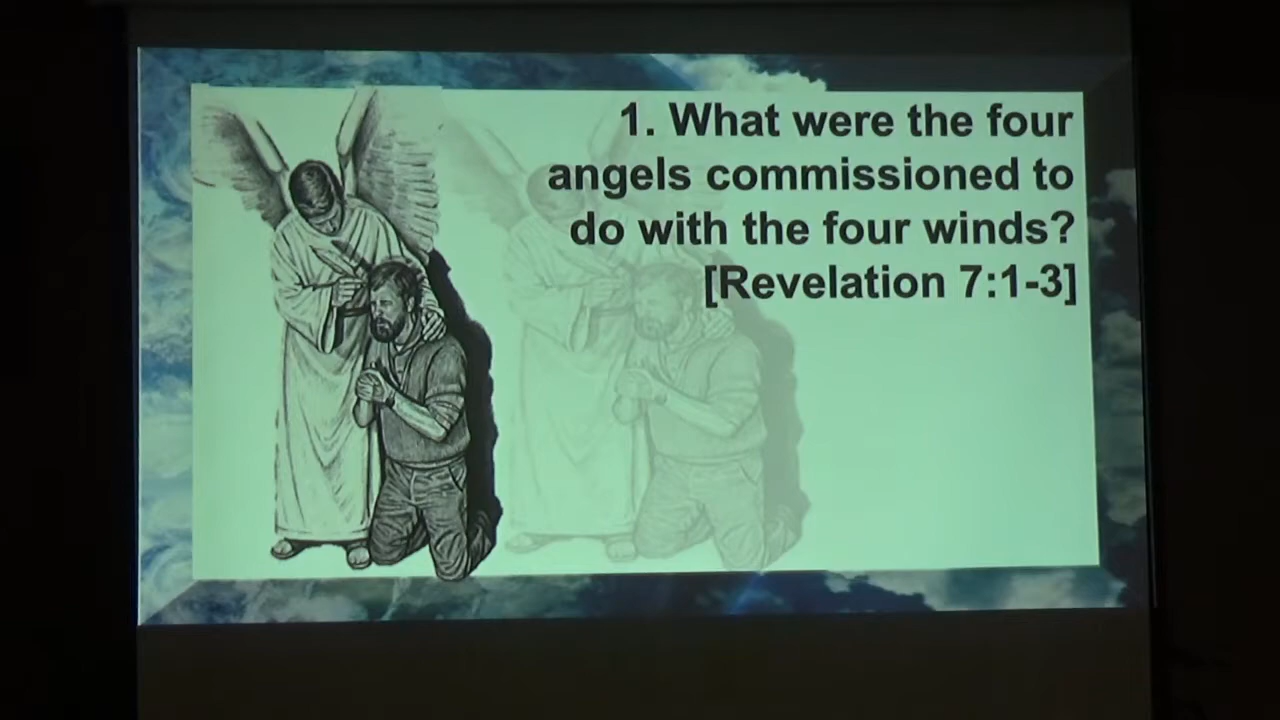 1. What were the four
angels commissioned to
do with the four winds?
[Revelation 7:1-3]